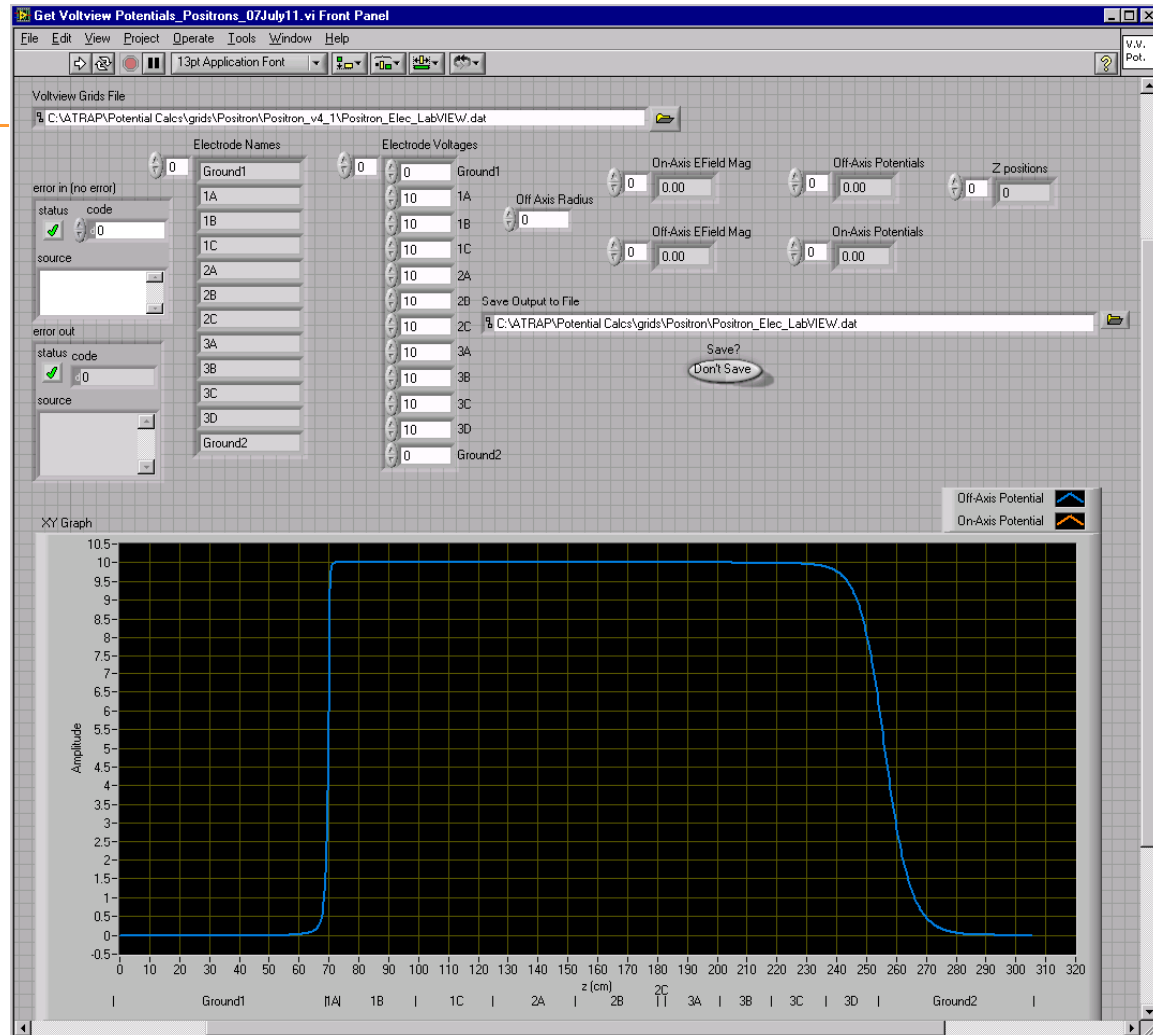 Get Voltview Potentials_Positrons_07July11.vi Front Panel
File Edit View Project Operate Tools Window Help
13pt Application Font
V.V. Pot.
Voltview Grids File
C:\ATRAP\Potential Calcs\grids\Positron\Positron_v4_1\Positron_Elec_LabVIEW.dat
Electrode Names
0
Ground1
1A
1B
1C
2A
2B
2C
3A
3B
3C
3D
Ground2
Electrode Voltages
0
0 Ground1
10 1A
10 1B
10 1C
10 2A
10 2B
10 2C
10 3A
10 3B
10 3C
10 3D
0 Ground2
error in (no error)
status code
0
source
error out
status code
0
source
Off Axis Radius
0
On-Axis EField Mag
0 0.00
Off-Axis Potentials
0 0.00
Z positions
0 0
Off-Axis EField Mag
0 0.00
On-Axis Potentials
0 0.00
Save Output to File
C:\ATRAP\Potential Calcs\grids\Positron\Positron_Elec_LabVIEW.dat
Save?
Don't Save
Off-Axis Potential
On-Axis Potential
XY Graph
10.5
10
9.5
9
8.5
8
7.5
7
6.5
6
5.5
5
4.5
4
3.5
3
2.5
2
1.5
1
0.5
0
-0.5
Amplitude
0 10 20 30 40 50 60 70 80 90 100 110 120 130 140 150 160 170 180 190 200 210 220 230 240 250 260 270 280 290 300 310 320
z (cm)
| Ground1 |1A| 1B | 1C | 2A | 2B | 2C | 3A | 3B | 3C | 3D | Ground2 |